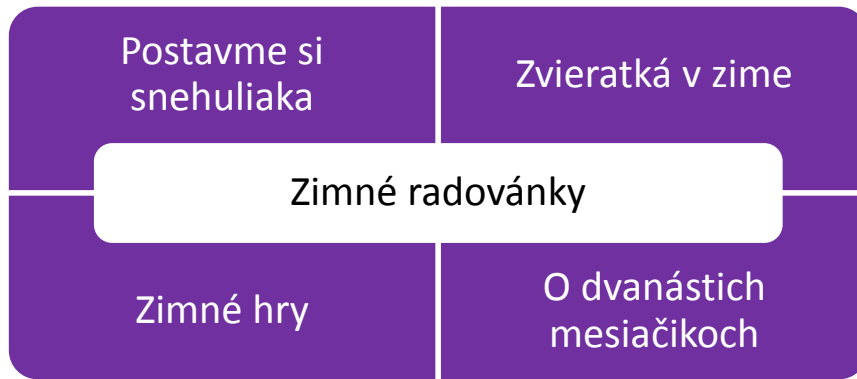 Postavme si
snehuliaka
Zvieratká v zime
Zimné radovánky
Zimné hry
O dvanástich
mesiačikoch